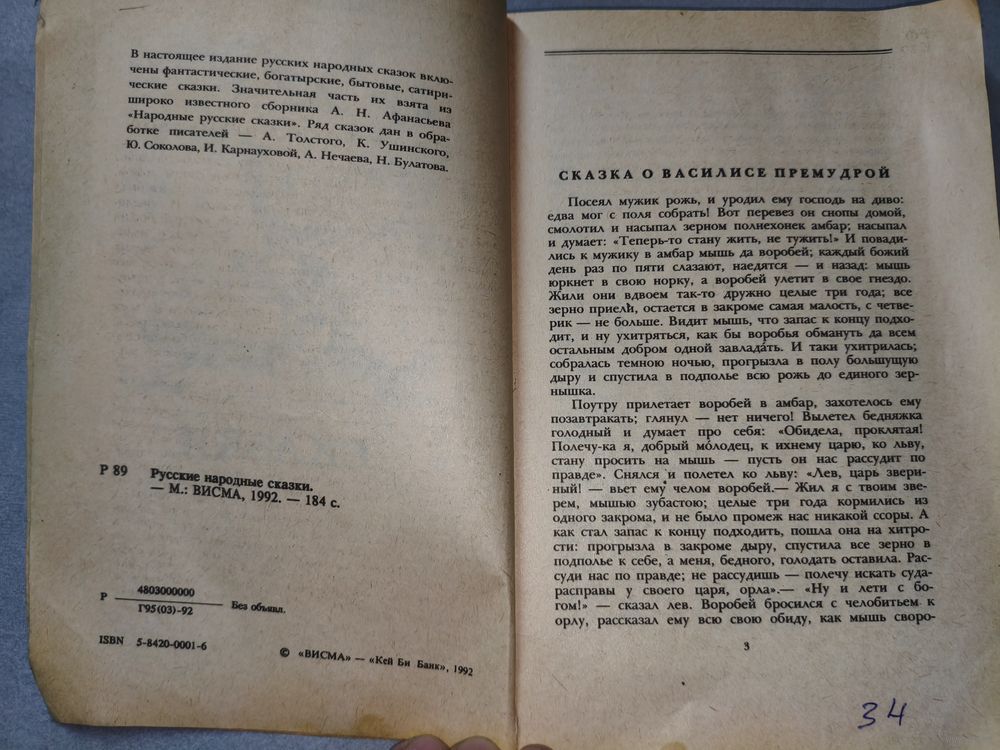 В настоящее издание русских народных сказок вклю-
чены фантастические, богатырские, бытовые, сатири-
ческие сказки. Значительная часть их взята из
широко известного сборника А. Н. Афанасьева
«Народные русские сказки». Ряд сказок дан в обра-
ботке писателей — А. Толстого, К. Ушинского,
Ю. Соколова, И. Карнауховой, А. Нечаева, Н. Булатова.
Р 89 Русские народные сказки.
— М.: ВИСМА, 1992. — 184 с.
Р 4803000000
Г95(03)-92 Без объявл.
ISBN 5-8420-0001-6
© «ВИСМА» — «Кей Би Банк», 1992
СКАЗКА О ВАСИЛИСЕ ПРЕМУДРОЙ
Посеял мужик рожь, и уродил ему господь на диво:
едва мог с поля собрать! Вот перевез он снопы домой,
смолотил и насыпал зерном полнехонек амбар; насыпал
и думает: «Теперь-то стану жить, не тужить!» И повади-
лись к мужику в амбар мышь да воробей; каждый божий
день раз по пяти слазают, наедятся — и назад: мышь
юркнет в свою норку, а воробей улетит в свое гнездо.
Жили они вдвоем так-то дружно целые три года; все
зерно приели, остается в закроме самая малость, с четве-
рик — не больше. Видит мышь, что запас к концу подхо-
дит, и ну ухитряться, как бы воробья обмануть да всем
остальным добром одной завладать. И таки ухитрилась;
собралась темною ночью, прогрызла в полу большущую
дыру и спустила в подполье всю рожь до единого зер-
нышка.
Поутру прилетает воробей в амбар, захотелось ему
позавтракать; глянул — нет ничего! Вылетел бедняжка
голодный и думает про себя: «Обидела, проклятая!
Полечу-ка я, добрый молодец, к ихнему царю, ко льву,
стану просить на мышь — пусть он нас рассудит по
правде». Снялся и полетел ко льву: «Лев, царь звери-
ный! — бьет ему челом воробей.— Жил я с твоим зве-
рем, мышью зубастою; целые три года кормились из
одного закрома, и не было промеж нас никакой ссоры. А
как стал запас к концу подходить, пошла она на хитро-
сти: прогрызла в закроме дыру, спустила все зерно в
подполье к себе, а меня, бедного, голодать оставила. Рас-
суди нас по правде; не рассудишь — полечу искать суда-
расправы у своего царя, орла».— «Ну и лети с бо-
гом!» — сказал лев. Воробей бросился с челобитьем к
орлу, рассказал ему всю свою обиду, как мышь сворo-
3
34